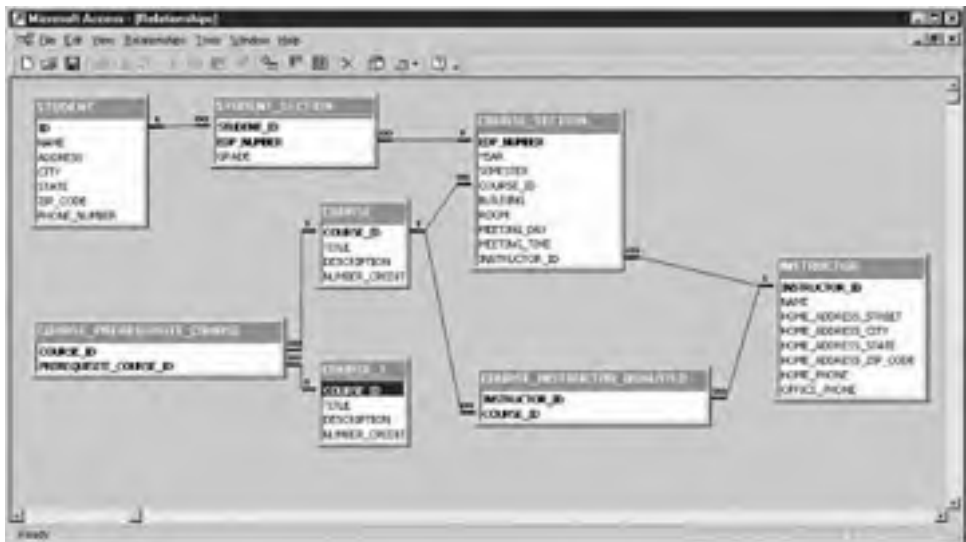 Microsoft Access - [Relationships]
File Edit View Relationships Tools Window Help
STUDENT
ID
NAME
ADDRESS
CITY
STATE
ZIP_CODE
PHONE_NUMBER
STUDENT_SECTION
STUDENT_ID
EDP_NUMBER
GRADE
COURSE_SECTION
EDP_NUMBER
YEAR
SEMESTER
COURSE_ID
BUILDING
ROOM
MEETING_DAY
MEETING_TIME
INSTRUCTOR_ID
COURSE
COURSE_ID
TITLE
DESCRIPTION
NUMBER_CREDIT
INSTRUCTOR
INSTRUCTOR_ID
NAME
HOME_ADDRESS_STREET
HOME_ADDRESS_CITY
HOME_ADDRESS_STATE
HOME_ADDRESS_ZIP_CODE
HOME_PHONE
OFFICE_PHONE
COURSE_PREREQUISITE_COURSE
COURSE_ID
PREREQUISITE_COURSE_ID
COURSE_1
COURSE_ID
TITLE
DESCRIPTION
NUMBER_CREDIT
COURSE_INSTRUCTOR_QUALIFIED
INSTRUCTOR_ID
COURSE_ID
Ready